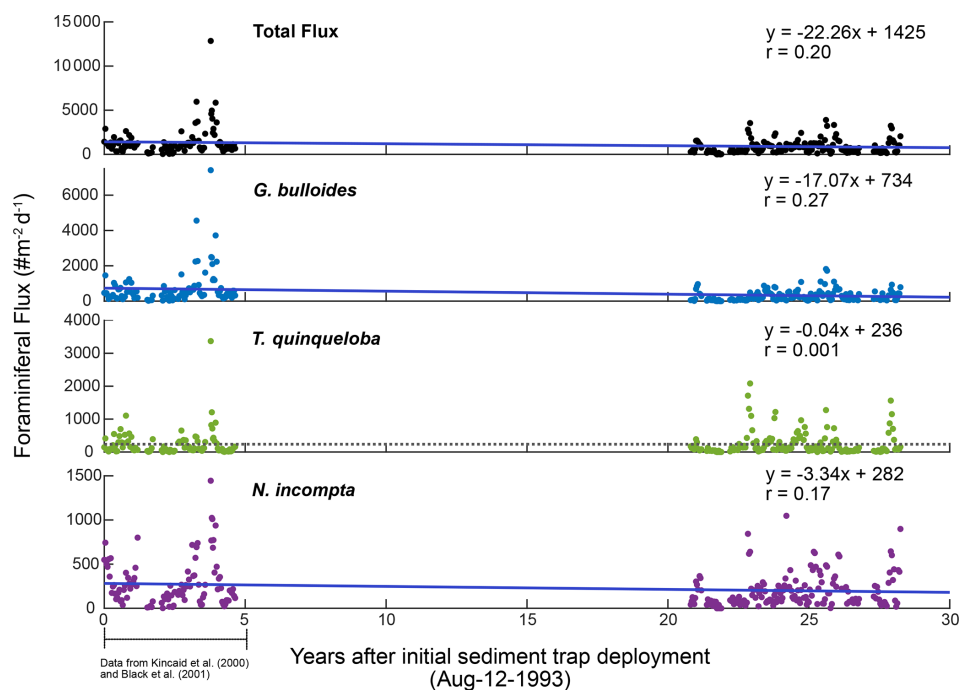 Foraminiferal Flux (#m⁻² d⁻¹)
15000
10000
5000
0
Total Flux
y = -22.26x + 1425
r = 0.20
6000
4000
2000
0
G. bulloides
y = -17.07x + 734
r = 0.27
4000
3000
2000
1000
0
T. quinqueloba
y = -0.04x + 236
r = 0.001
1500
1000
500
0
N. incompta
y = -3.34x + 282
r = 0.17
0 5 10 15 20 25 30
Data from Kincaid et al. (2000)
and Black et al. (2001)
Years after initial sediment trap deployment
(Aug-12-1993)